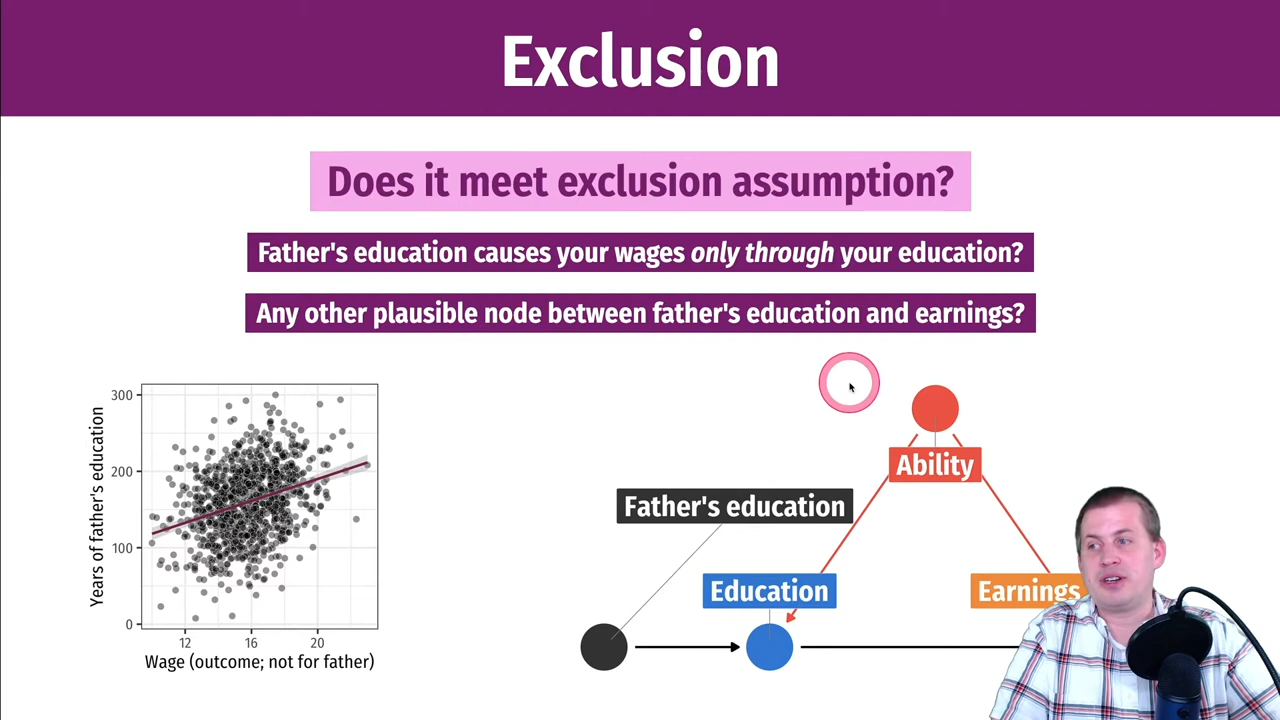 Exclusion
Does it meet exclusion assumption?
Father's education causes your wages only through your education?
Any other plausible node between father's education and earnings?
Years of father's education
300
200
100
0
12
16
20
Wage (outcome; not for father)
Ability
Father's education
Education
Earnings